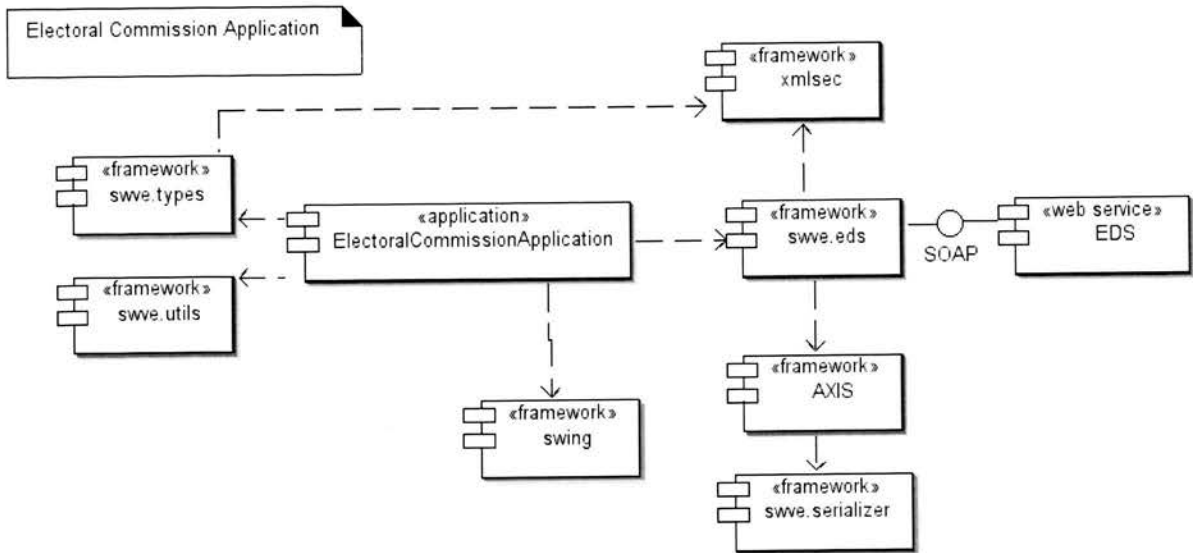 Electoral Commission Application
«framework»
xmlsec
«framework»
swve.types
«application»
ElectoralCommissionApplication
«framework»
swve.eds
SOAP
«web service»
EDS
«framework»
swve.utils
«framework»
AXIS
«framework»
swing
«framework»
swve.serializer